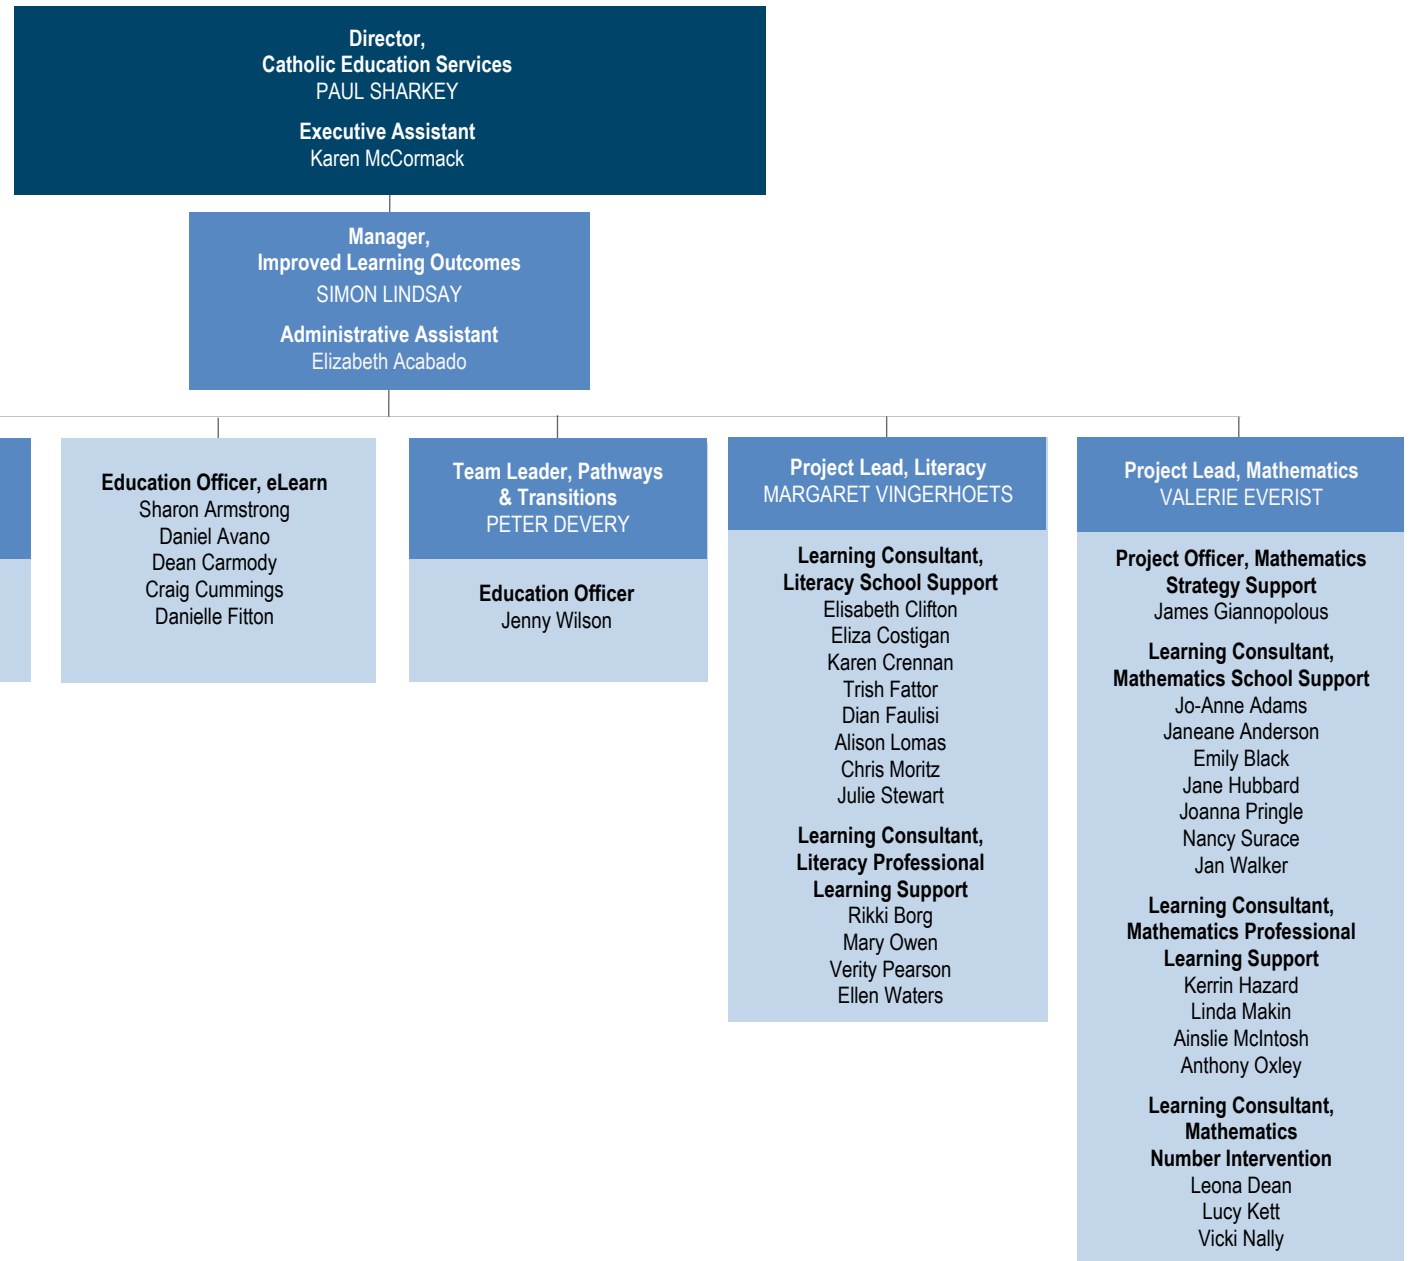 Director,
Catholic Education Services
PAUL SHARKEY
Executive Assistant
Karen McCormack
Manager,
Improved Learning Outcomes
SIMON LINDSAY
Administrative Assistant
Elizabeth Acabado
Education Officer, eLearn
Sharon Armstrong
Daniel Avano
Dean Carmody
Craig Cummings
Danielle Fitton
Team Leader, Pathways
& Transitions
PETER DEVERY
Education Officer
Jenny Wilson
Project Lead, Literacy
MARGARET VINGERHOETS
Learning Consultant,
Literacy School Support
Elisabeth Clifton
Eliza Costigan
Karen Crennan
Trish Fattor
Dian Faulisi
Alison Lomas
Chris Moritz
Julie Stewart
Learning Consultant,
Literacy Professional
Learning Support
Rikki Borg
Mary Owen
Verity Pearson
Ellen Waters
Project Lead, Mathematics
VALERIE EVERIST
Project Officer, Mathematics
Strategy Support
James Giannopolous
Learning Consultant,
Mathematics School Support
Jo-Anne Adams
Janeane Anderson
Emily Black
Jane Hubbard
Joanna Pringle
Nancy Surace
Jan Walker
Learning Consultant,
Mathematics Professional
Learning Support
Kerrin Hazard
Linda Makin
Ainslie McIntosh
Anthony Oxley
Learning Consultant,
Mathematics
Number Intervention
Leona Dean
Lucy Kett
Vicki Nally